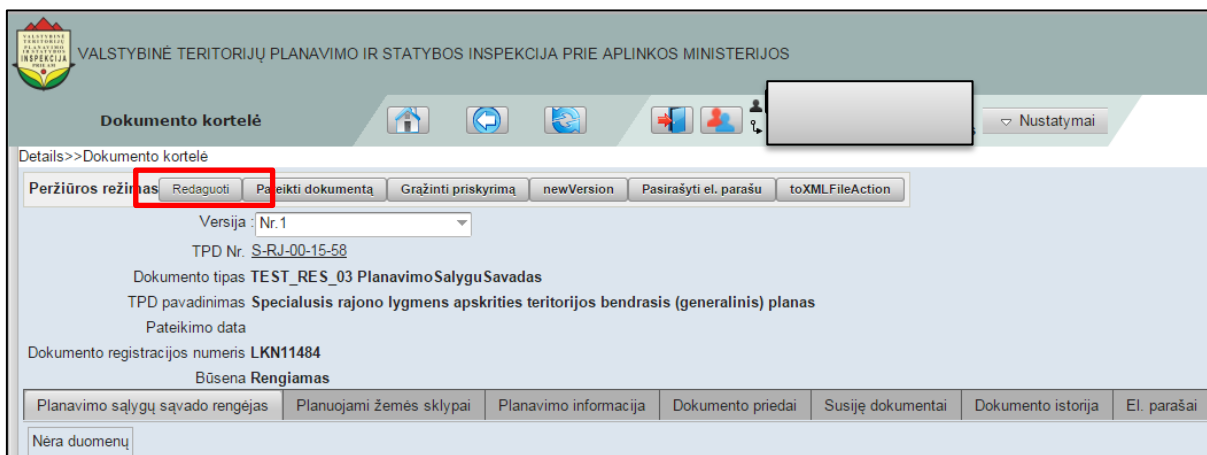 VALSTYBINĖ TERITORIJŲ PLANAVIMO IR STATYBOS INSPEKCIJA PRIE APLINKOS MINISTERIJOS
Dokumento kortelė
Nustatymai
Details>>Dokumento kortelė
Peržiūros režimas Redaguoti Pateikti dokumentą Grąžinti priskyrimą newVersion Pasirašyti el. parašu toXMLFileAction
Versija : Nr.1
TPD Nr. S-RJ-00-15-58
Dokumento tipas TEST_RES_03 PlanavimoSalyguSavadas
TPD pavadinimas Specialusis rajono lygmens apskrities teritorijos bendrasis (generalinis) planas
Pateikimo data
Dokumento registracijos numeris LKN11484
Būsena Rengiamas
Planavimo sąlygų sąvado rengėjas Planuojami žemės sklypai Planavimo informacija Dokumento priedai Susiję dokumentai Dokumento istorija El. parašai
Nėra duomenų